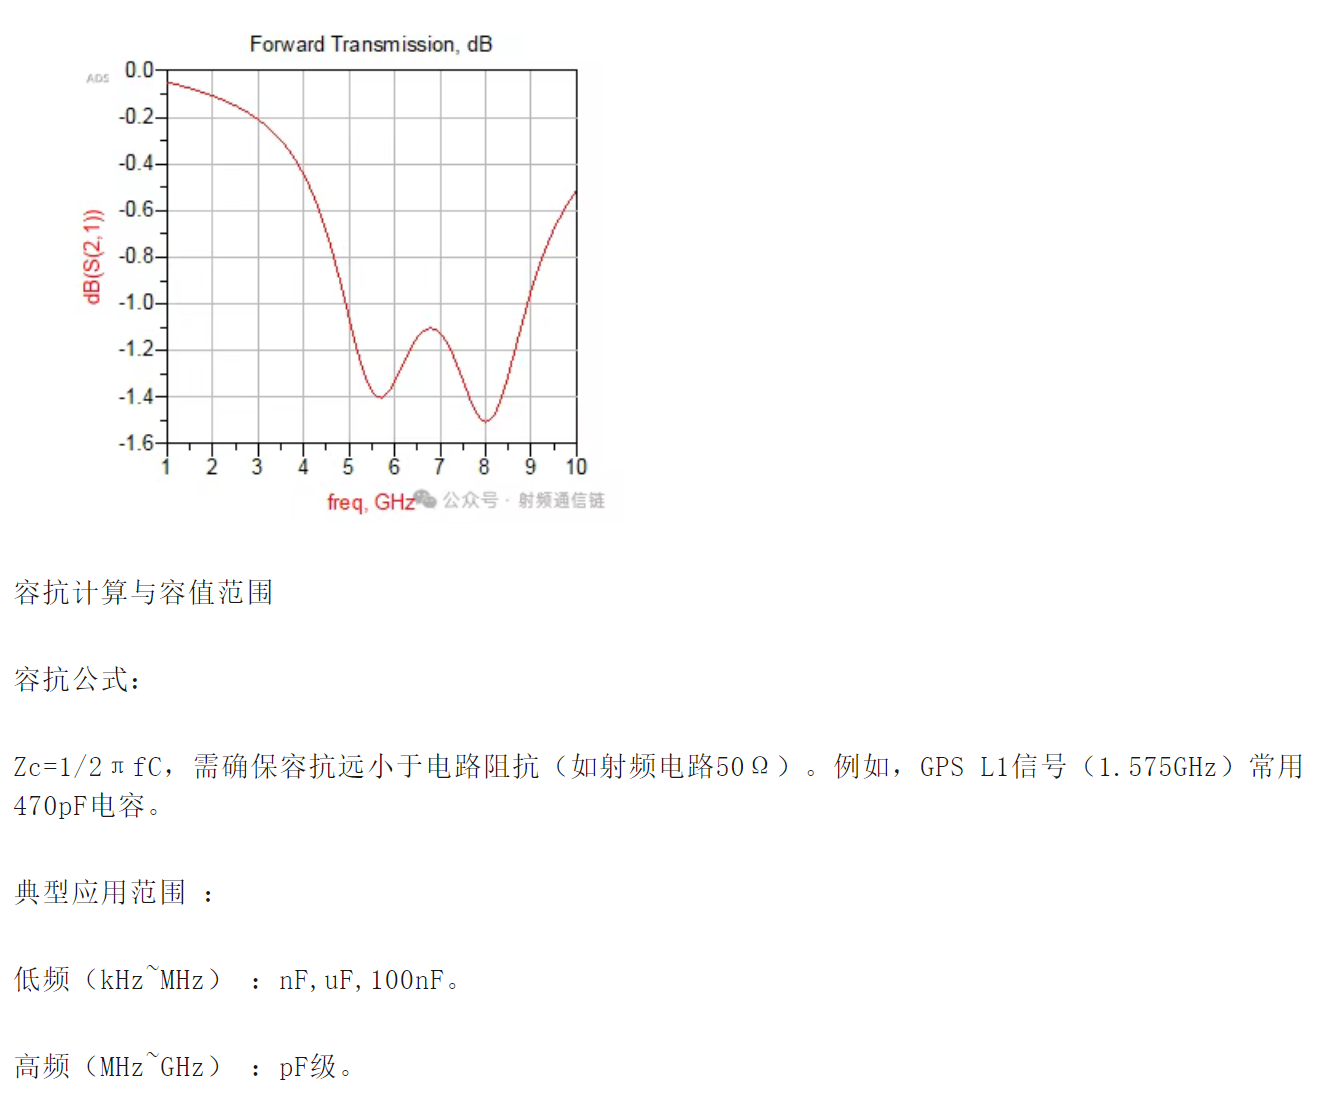 Forward Transmission, dB
ADS
0.0
-0.2
-0.4
-0.6
-0.8
-1.0
-1.2
-1.4
-1.6
dB(S(2,1))
1 2 3 4 5 6 7 8 9 10
freq, GHz
公众号 · 射频通信链
容抗计算与容值范围
容抗公式：
Zc=1/2πfC，需确保容抗远小于电路阻抗（如射频电路50Ω）。例如，GPS L1信号（1.575GHz）常用
470pF电容。
典型应用范围 ：
低频（kHz~MHz） ：nF,uF,100nF。
高频（MHz~GHz） ：pF级。